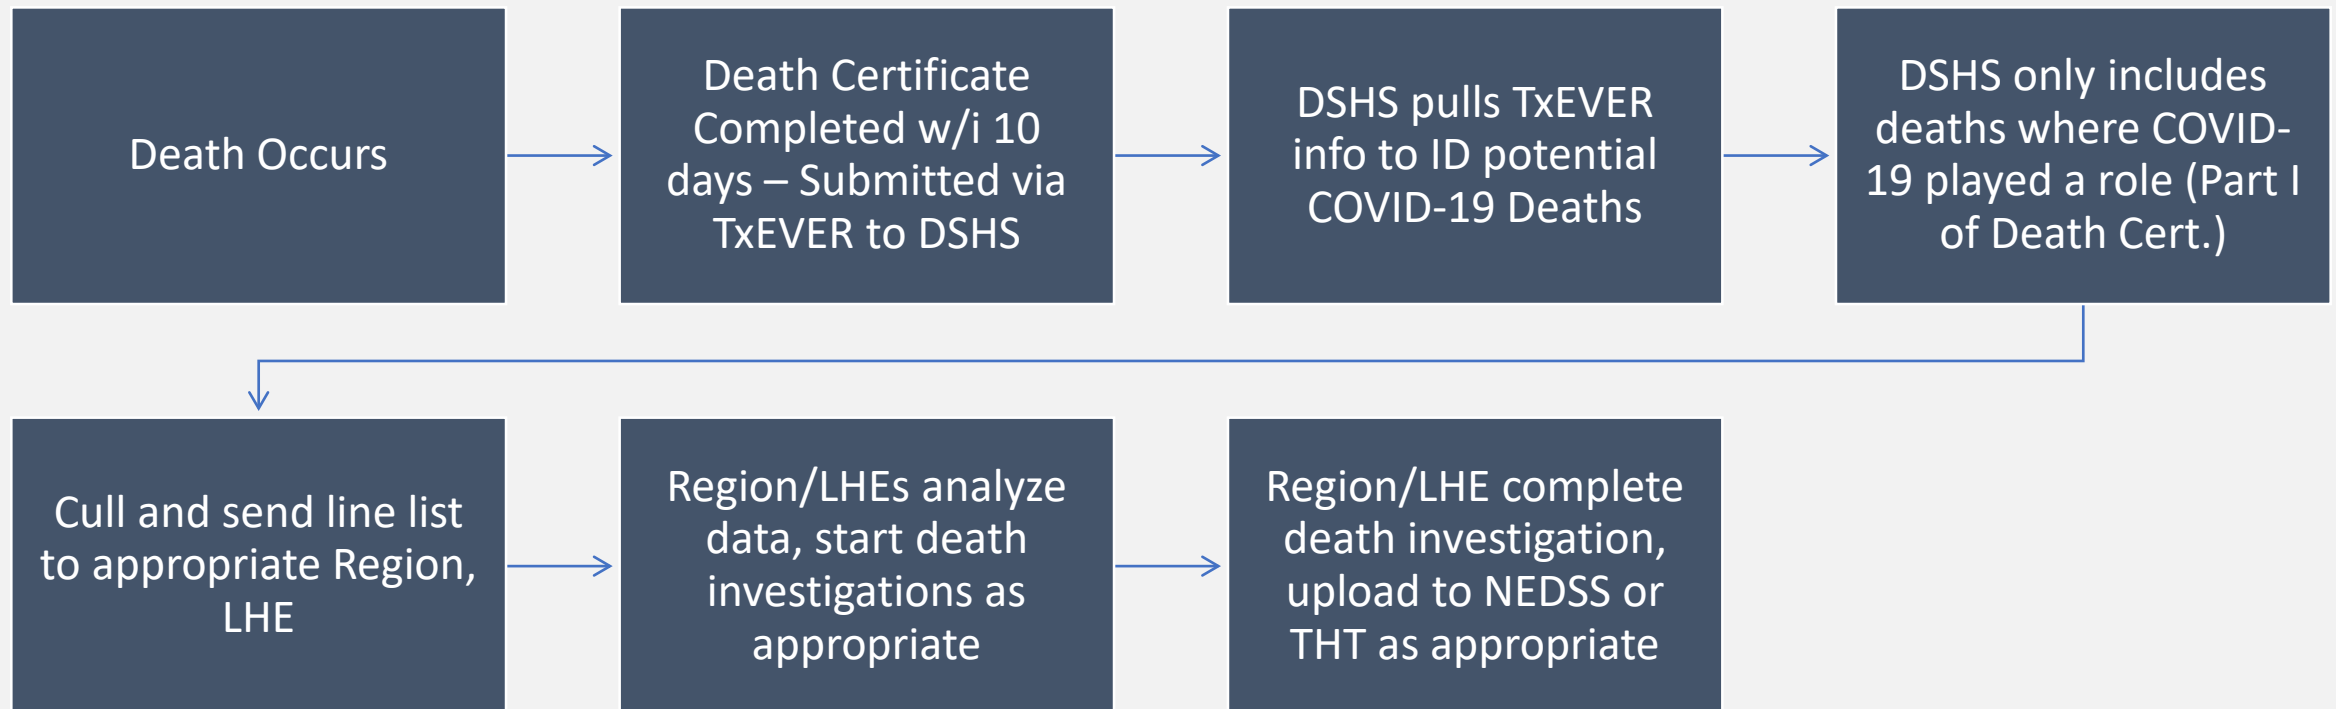 Death Occurs
Death Certificate
Completed w/i 10
days – Submitted via
TxEVER to DSHS
DSHS pulls TxEVER
info to ID potential
COVID-19 Deaths
DSHS only includes
deaths where COVID-
19 played a role (Part I
of Death Cert.)
Cull and send line list
to appropriate Region,
LHE
Region/LHEs analyze
data, start death
investigations as
appropriate
Region/LHE complete
death investigation,
upload to NEDSS or
THT as appropriate